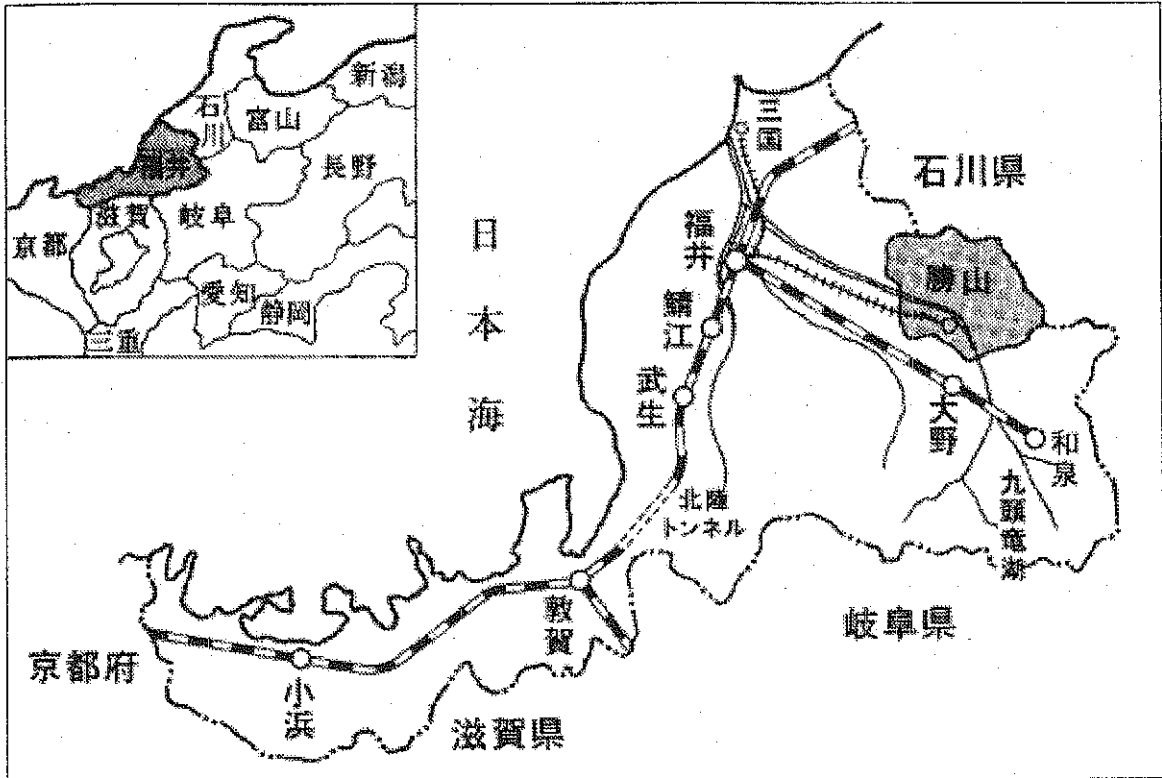 新潟
石川
富山
福井
長野
滋賀
岐阜
京都
愛知
静岡
三重
日本海
三国
石川県
福井
勝山
鯖江
武生
大野
和泉
九頭竜湖
北陸
トンネル
敦賀
岐阜県
京都府
小浜
滋賀県